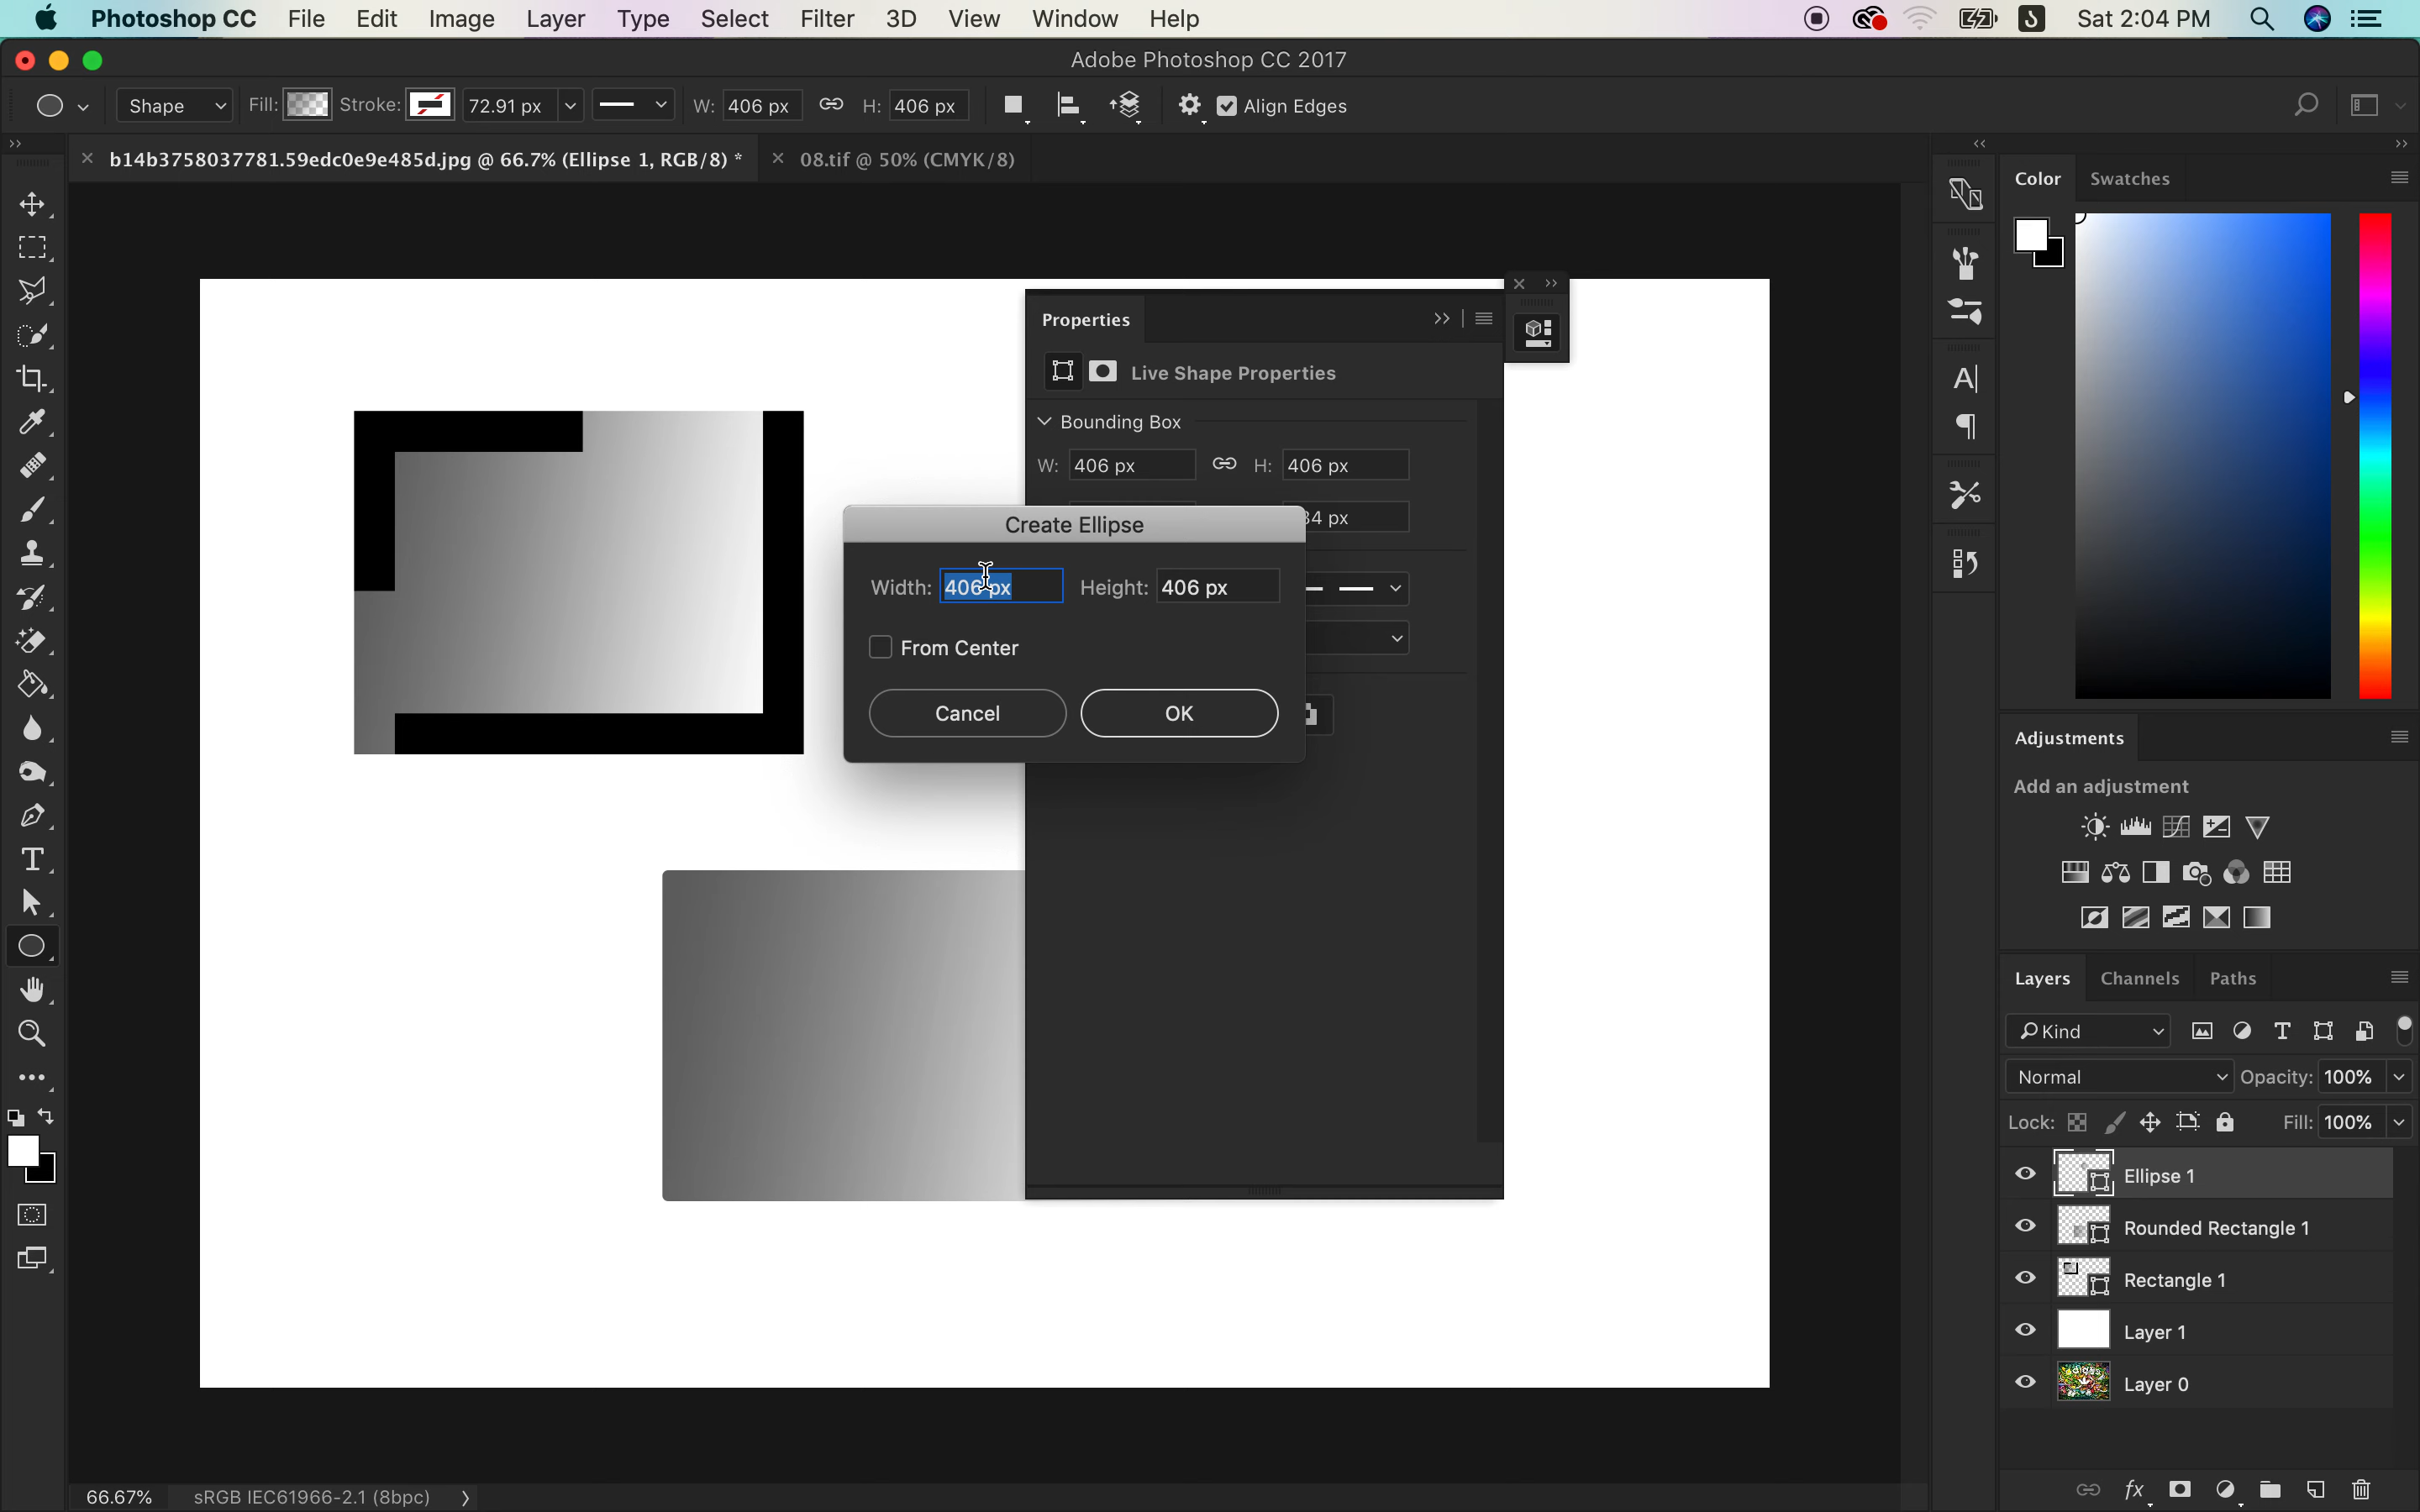 Photoshop CC File Edit Image Layer Type Select Filter 3D View Window Help Sat 2:04 PM
Adobe Photoshop CC 2017
Shape Fill: Stroke: 72.91 px W: 406 px H: 406 px Align Edges
b14b3758037781.59edc0e9e485d.jpg @ 66.7% (Ellipse 1, RGB/8) * 08.tif @ 50% (CMYK/8)
Color Swatches
Properties
Live Shape Properties
Bounding Box
W: 406 px H: 406 px
34 px
Create Ellipse
Width: 406 px Height: 406 px
From Center
Cancel OK
Adjustments
Add an adjustment
Layers Channels Paths
Kind
Normal Opacity: 100%
Lock: Fill: 100%
Ellipse 1
Rounded Rectangle 1
Rectangle 1
Layer 1
Layer 0
66.67% sRGB IEC61966-2.1 (8bpc)